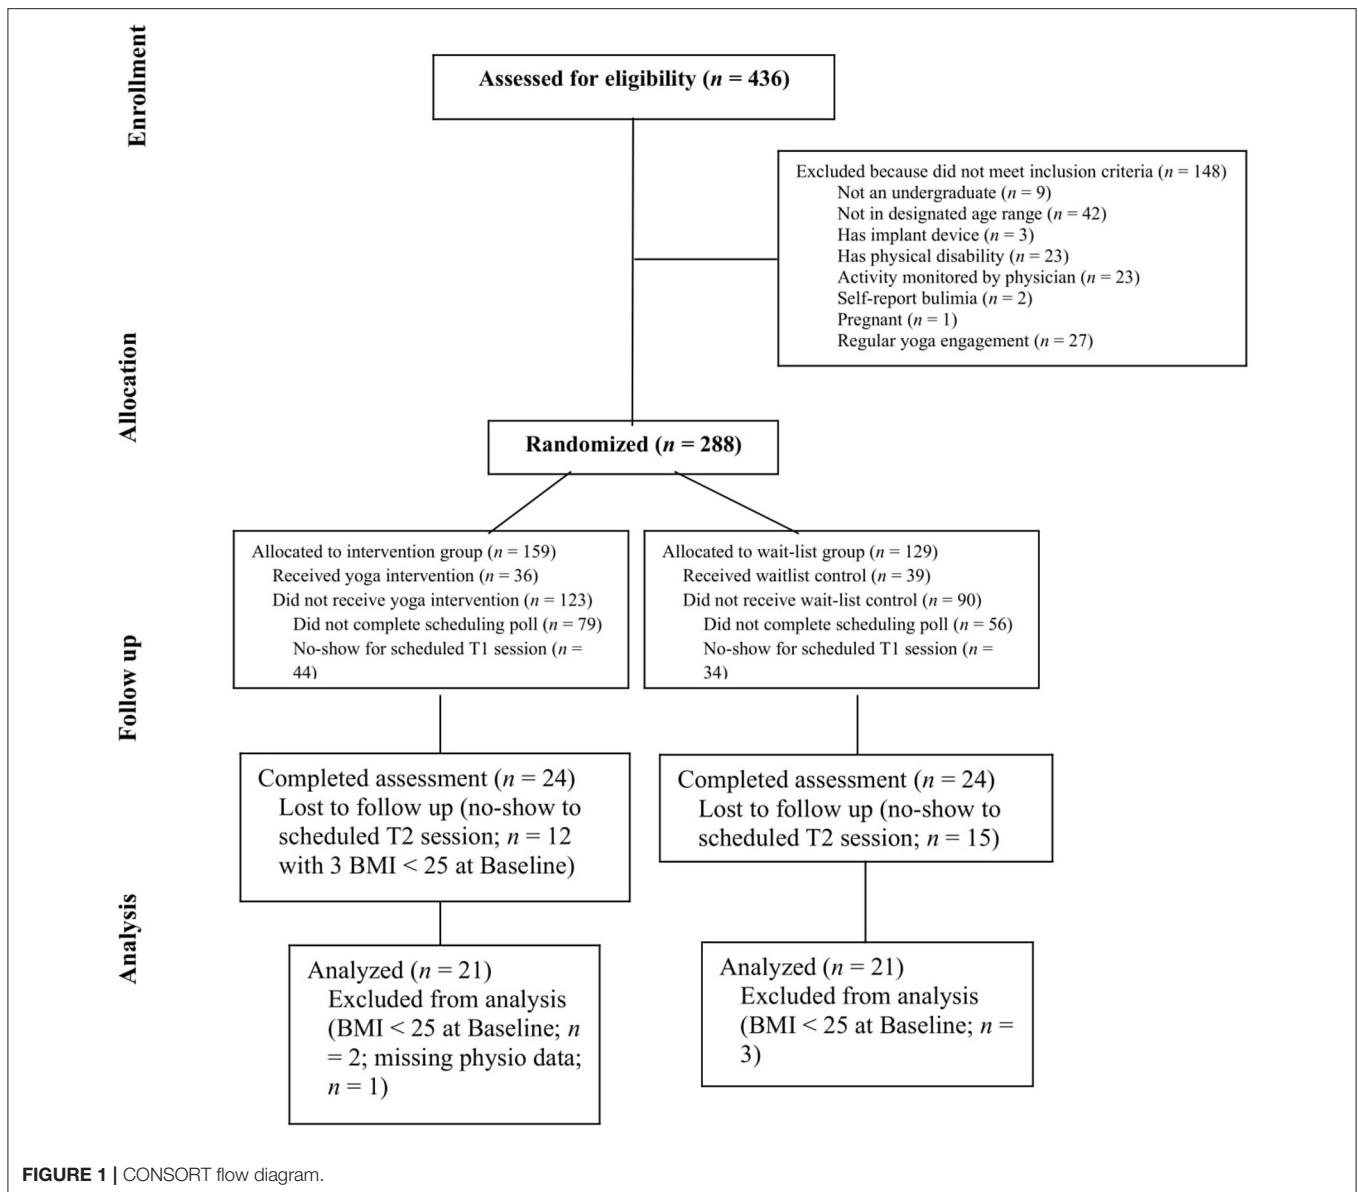 Enrollment
Assessed for eligibility (n = 436)
Excluded because did not meet inclusion criteria (n = 148)
Not an undergraduate (n = 9)
Not in designated age range (n = 42)
Has implant device (n = 3)
Has physical disability (n = 23)
Activity monitored by physician (n = 23)
Self-report bulimia (n = 2)
Pregnant (n = 1)
Regular yoga engagement (n = 27)
Allocation
Randomized (n = 288)
Allocated to intervention group (n = 159)
Received yoga intervention (n = 36)
Did not receive yoga intervention (n = 123)
Did not complete scheduling poll (n = 79)
No-show for scheduled T1 session (n =
44)
Allocated to wait-list group (n = 129)
Received waitlist control (n = 39)
Did not receive wait-list control (n = 90)
Did not complete scheduling poll (n = 56)
No-show for scheduled T1 session (n =
34)
Follow up
Completed assessment (n = 24)
Lost to follow up (no-show to
scheduled T2 session; n = 12
with 3 BMI < 25 at Baseline)
Completed assessment (n = 24)
Lost to follow up (no-show to
scheduled T2 session; n = 15)
Analysis
Analyzed (n = 21)
Excluded from analysis
(BMI < 25 at Baseline; n
= 2; missing physio data;
n = 1)
Analyzed (n = 21)
Excluded from analysis
(BMI < 25 at Baseline; n =
3)
FIGURE 1 | CONSORT flow diagram.